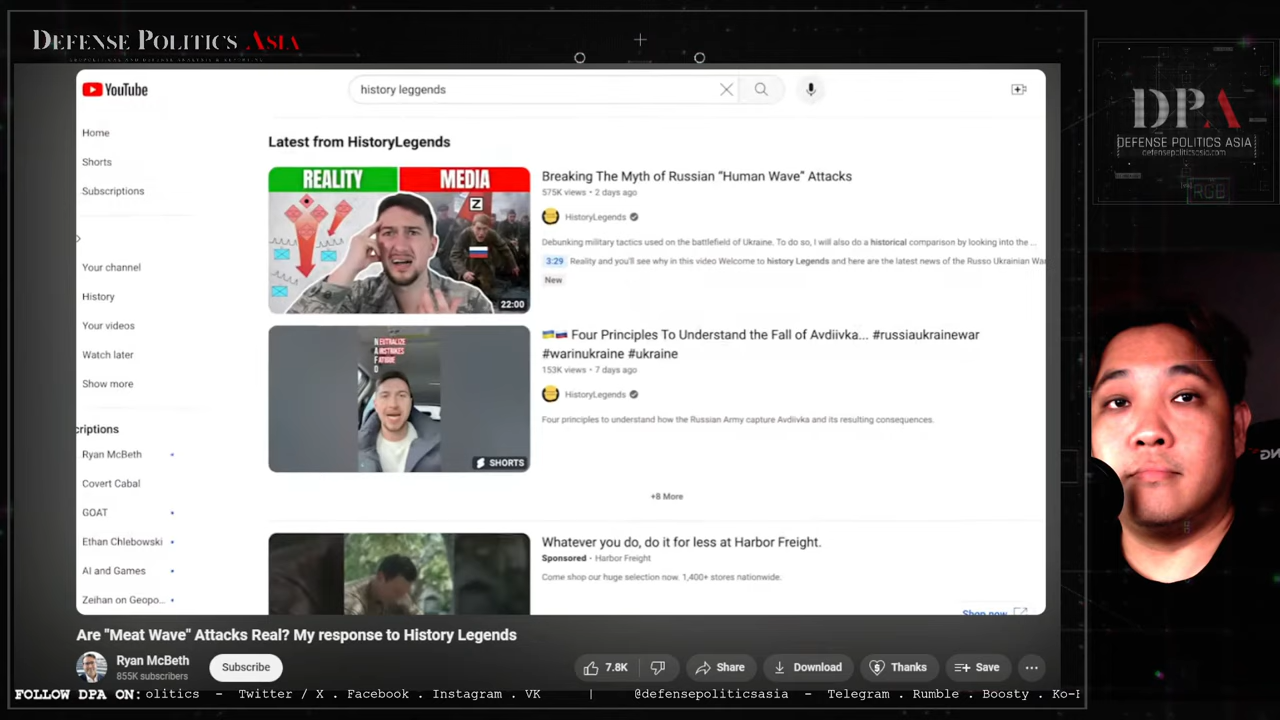 DEFENSE POLITICS ASIA
YouTube
history leggends
Home
Shorts
Subscriptions
Your channel
History
Your videos
Watch later
Show more
criptions
Ryan McBeth
Covert Cabal
GOAT
Ethan Chlebowski
AI and Games
Zeihan on Geopo...
Latest from HistoryLegends
REALITY MEDIA
Z
22:00
Breaking The Myth of Russian “Human Wave” Attacks
575K views • 2 days ago
HistoryLegends
Debunking military tactics used on the battlefield of Ukraine. To do so, I will also do a historical comparison by looking into the ...
3:29 Reality and you'll see why in this video Welcome to history Legends and here are the latest news of the Russo Ukrainian War
New
NEUTRALIZE
SHORTS
Four Principles To Understand the Fall of Avdiivka... #russiaukrainewar
#warinukraine #ukraine
153K views • 7 days ago
HistoryLegends
Four principles to understand how the Russian Army capture Avdiivka and its resulting consequences.
+8 More
Whatever you do, do it for less at Harbor Freight.
Sponsored • Harbor Freight
Come shop our huge selection now. 1,400+ stores nationwide.
Shop now
Are "Meat Wave" Attacks Real? My response to History Legends
Ryan McBeth
855K subscribers
Subscribe
7.8K
Share
Download
Thanks
Save
FOLLOW DPA ON: olitics - Twitter / X . Facebook . Instagram . VK | @defensepoliticsasia - Telegram . Rumble . Boosty . Ko-
DPA
DEFENSE POLITICS ASIA
defensepoliticsasia.com
RGB